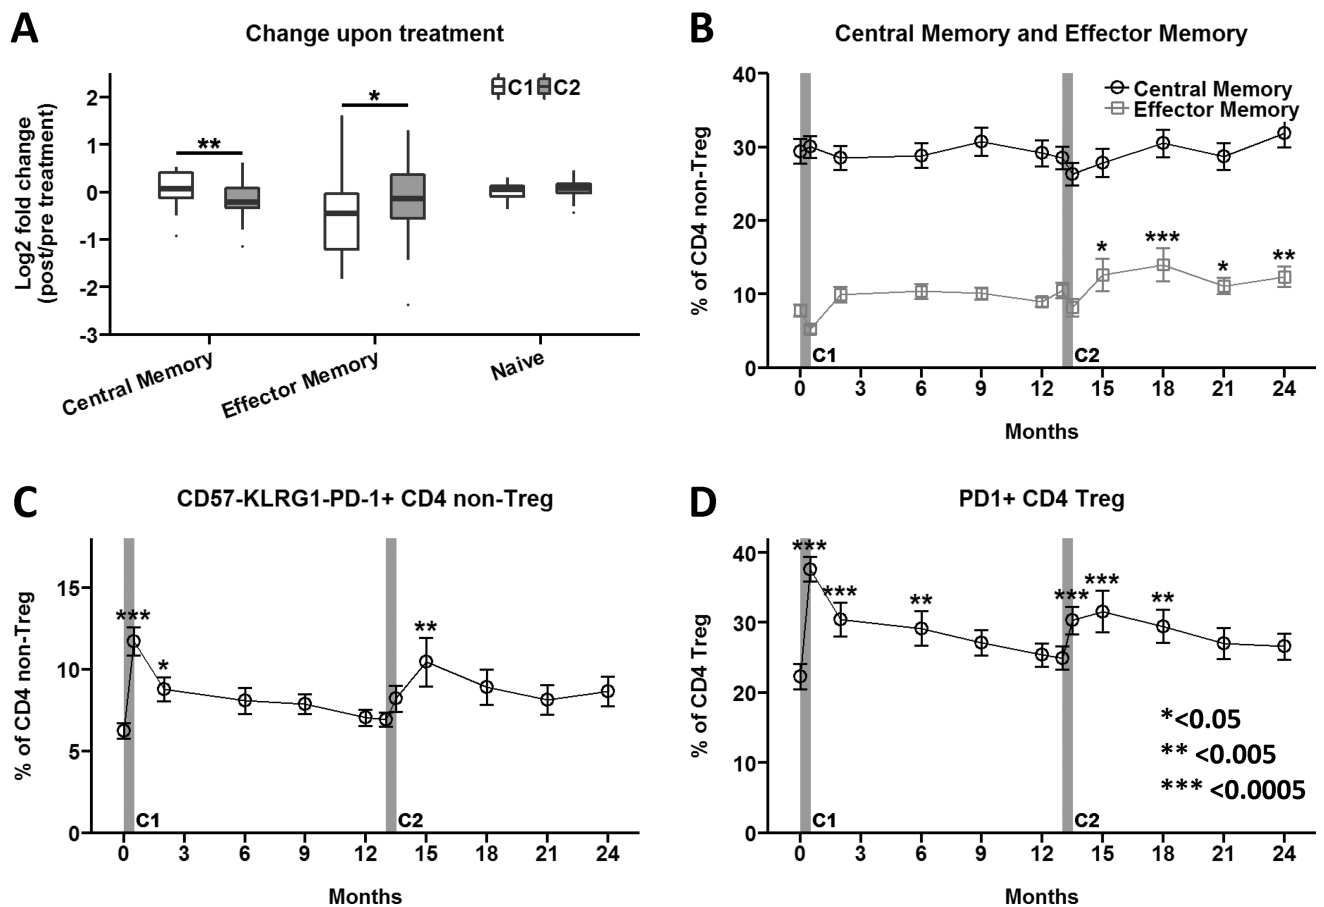 A
Change upon treatment
C1 C2
Log2 fold change
(post/pre treatment)
2
1
0
-1
-2
-3
**
*
Central Memory
Effector Memory
Naive
B
Central Memory and Effector Memory
Central Memory
Effector Memory
% of CD4 non-Treg
40
30
20
10
0
* *** * **
C1
C2
0 3 6 9 12 15 18 21 24
Months
C
CD57-KLRG1-PD-1+ CD4 non-Treg
% of CD4 non-Treg
15
10
5
0
*** * **
C1
C2
0 3 6 9 12 15 18 21 24
Months
D
PD1+ CD4 Treg
% of CD4 Treg
40
30
20
10
0
*** *** ** *** *** **
*<0.05
** <0.005
*** <0.0005
C1
C2
0 3 6 9 12 15 18 21 24
Months